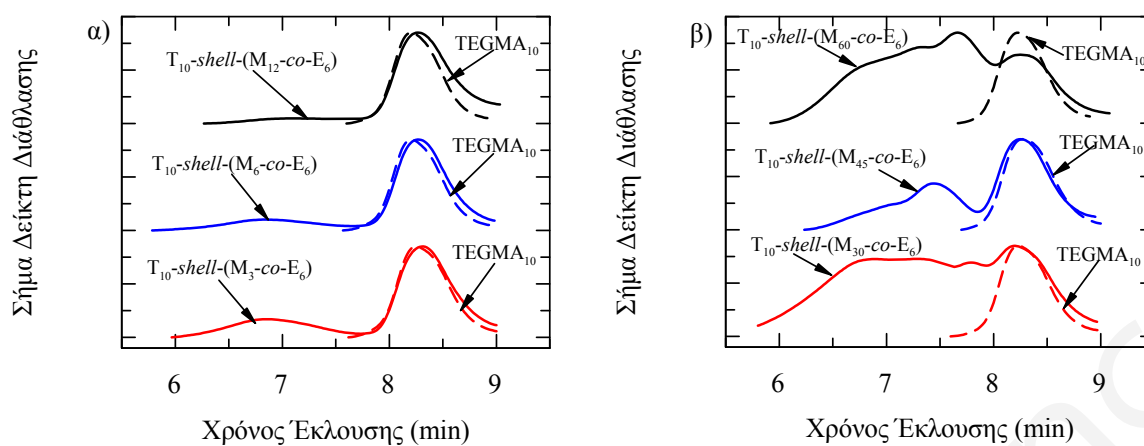 α)
Σήμα Δείκτη Διάθλασης
T10-shell-(M12-co-E6)
TEGMA10
T10-shell-(M6-co-E6)
TEGMA10
T10-shell-(M3-co-E6)
TEGMA10
6 7 8 9
Χρόνος Έκλουσης (min)
β)
Σήμα Δείκτη Διάθλασης
T10-shell-(M60-co-E6)
TEGMA10
T10-shell-(M45-co-E6)
TEGMA10
T10-shell-(M30-co-E6)
TEGMA10
6 7 8 9
Χρόνος Έκλουσης (min)